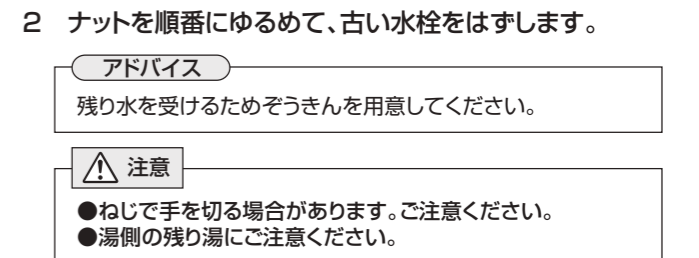 2 ナットを順番にゆるめて、古い水栓をはずします。
アドバイス
残り水を受けるためぞうきんを用意してください。
注意
●ねじで手を切る場合があります。ご注意ください。
●湯側の残り湯にご注意ください。